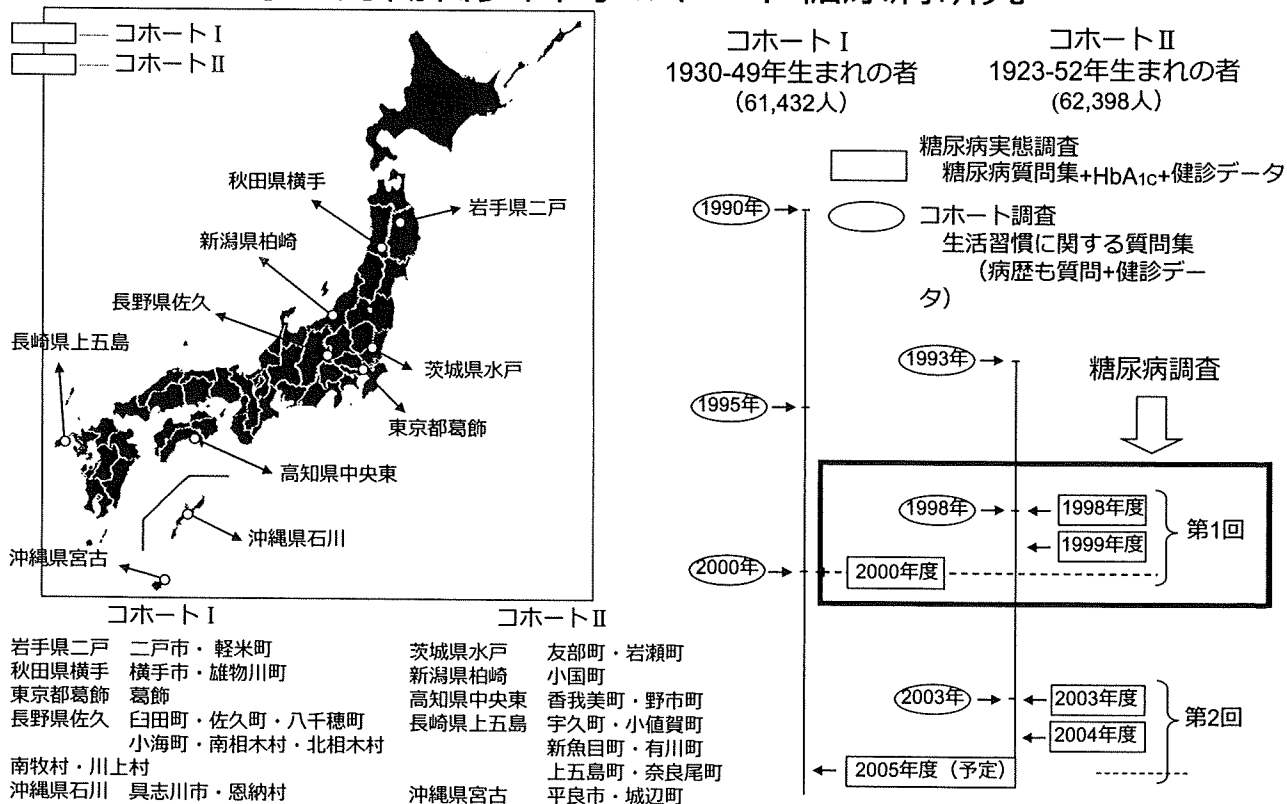 コホートⅠ
コホートⅡ
秋田県横手
岩手県二戸
新潟県柏崎
長野県佐久
長崎県上五島
茨城県水戸
東京都葛飾
高知県中央東
沖縄県石川
沖縄県宮古
コホートⅠ
岩手県二戸 二戸市・軽米町
秋田県横手 横手市・雄物川町
東京都葛飾 葛飾
長野県佐久 臼田町・佐久町・八千穂町
小海町・南相木村・北相木村
南牧村・川上村
沖縄県石川 具志川市・恩納村
コホートⅡ
茨城県水戸 友部町・岩瀬町
新潟県柏崎 小国町
高知県中央東 香我美町・野市町
長崎県上五島 宇久町・小値賀町
新魚目町・有川町
上五島町・奈良尾町
沖縄県宮古 平良市・城辺町
コホートⅠ
1930-49年生まれの者
(61,432人)
コホートⅡ
1923-52年生まれの者
(62,398人)
糖尿病実態調査
糖尿病質問集+HbA1c+健診データ
コホート調査
生活習慣に関する質問集
(病歴も質問+健診デー
タ)
1990年
1993年
糖尿病調査
1995年
1998年
1998年度
第1回
1999年度
2000年
2000年度
2003年
2003年度
第2回
2004年度
2005年度(予定)